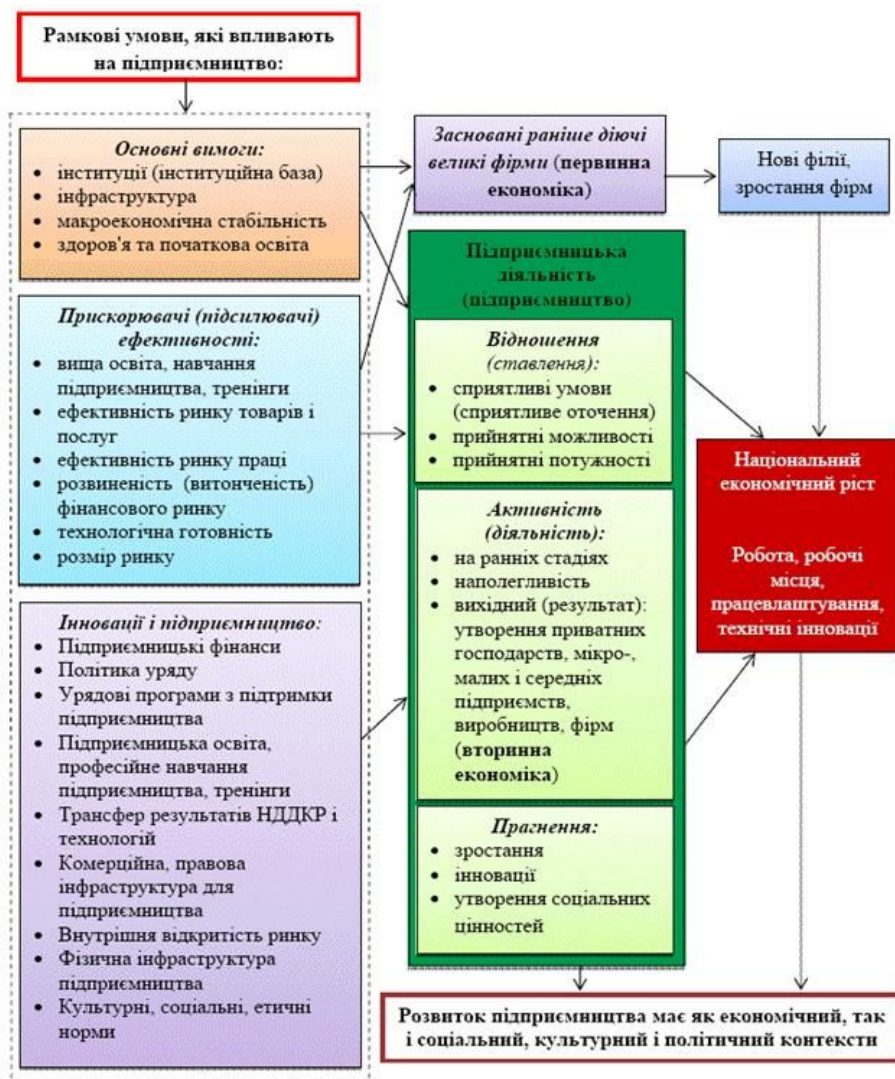 Рамкові умови, які впливають
на підприємництво:
Основні вимоги:
• інституції (інституційна база)
• інфраструктура
• макроекономічна стабільність
• здоров'я та початкова освіта
Прискорювачі (підсилювачі)
ефективності:
• вища освіта, навчання
підприємництва, тренінги
• ефективність ринку товарів і
послуг
• ефективність ринку праці
• розвиненість (витонченість)
фінансового ринку
• технологічна готовність
• розмір ринку
Інновації і підприємництво:
• Підприємницькі фінанси
• Політика уряду
• Урядові програми з підтримки
підприємництва
• Підприємницька освіта,
професійне навчання
підприємництва, тренінги
• Трансфер результатів НДДКР і
технологій
• Комерційна, правова
інфраструктура для
підприємництва
• Внутрішня відкритість ринку
• Фізична інфраструктура
підприємництва
• Культурні, соціальні, етичні
норми
Засновані раніше діючі
великі фірми (первинна
економіка)
Нові філії,
зростання фірм
Підприємницька
діяльність
(підприємництво)
Відношення
(ставлення):
• сприятливі умови
(сприятливе оточення)
• прийнятні можливості
• прийнятні потужності
Активність
(діяльність):
• на ранніх стадіях
• наполегливість
• вихідний (результат):
утворення приватних
господарств, мікро-,
малих і середніх
підприємств,
виробництв, фірм
(вторинна
економіка)
Прагнення:
• зростання
• інновації
• утворення соціальних
цінностей
Національний
економічний ріст
Робота, робочі
місця,
працевлаштування,
технічні інновації
Розвиток підприємництва має як економічний, так
і соціальний, культурний і політичний контексти